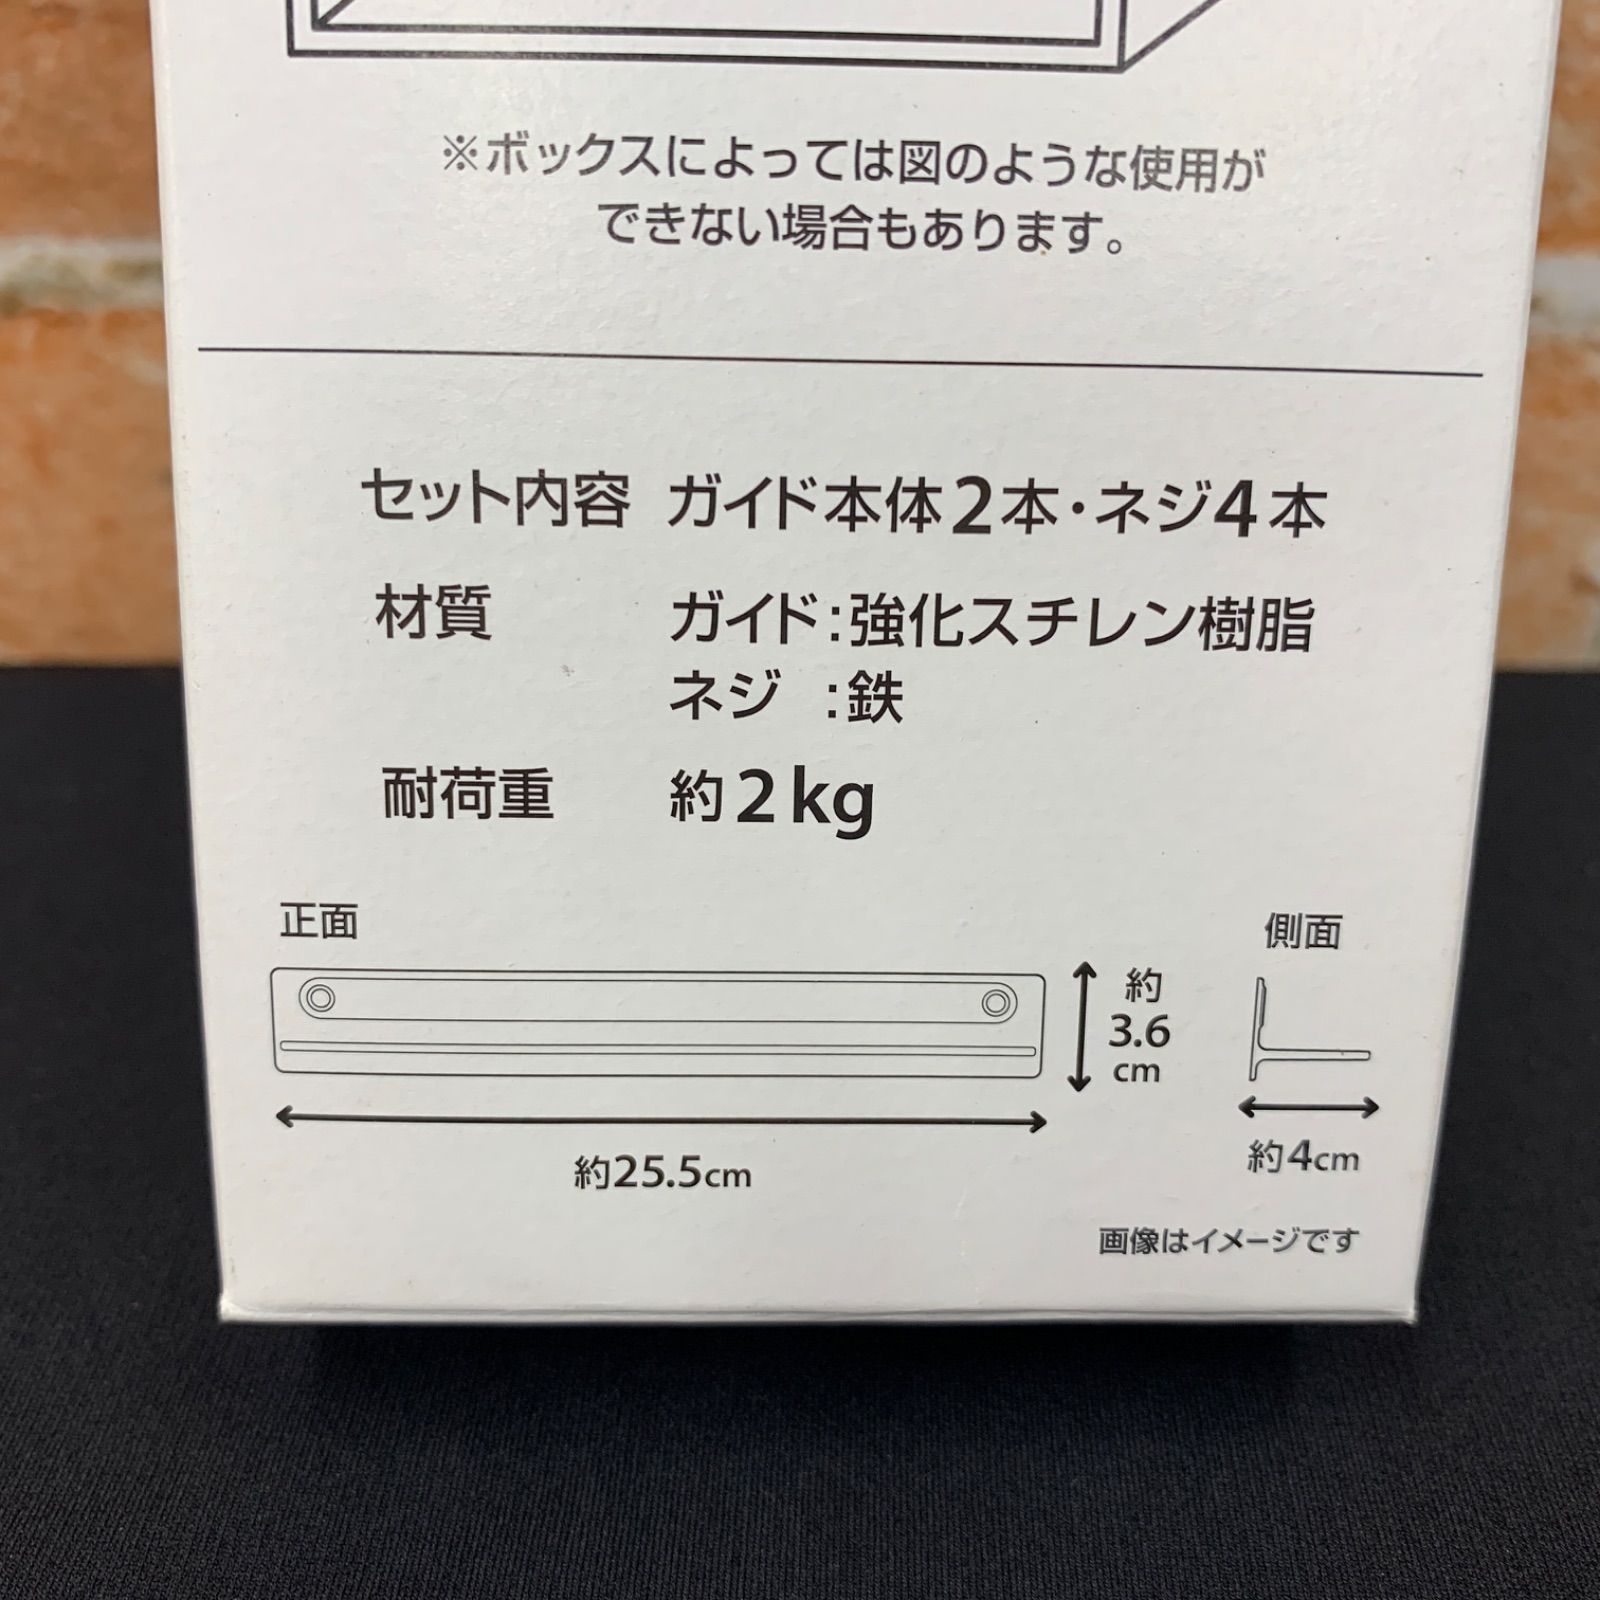 ※ボックスによっては図のような使用が
できない場合もあります。
セット内容 ガイド本体2本・ネジ4本
材質 ガイド:強化スチレン樹脂
ネジ :鉄
耐荷重 約2kg
正面
側面
約
3.6
cm
約25.5cm
約4cm
画像はイメージです